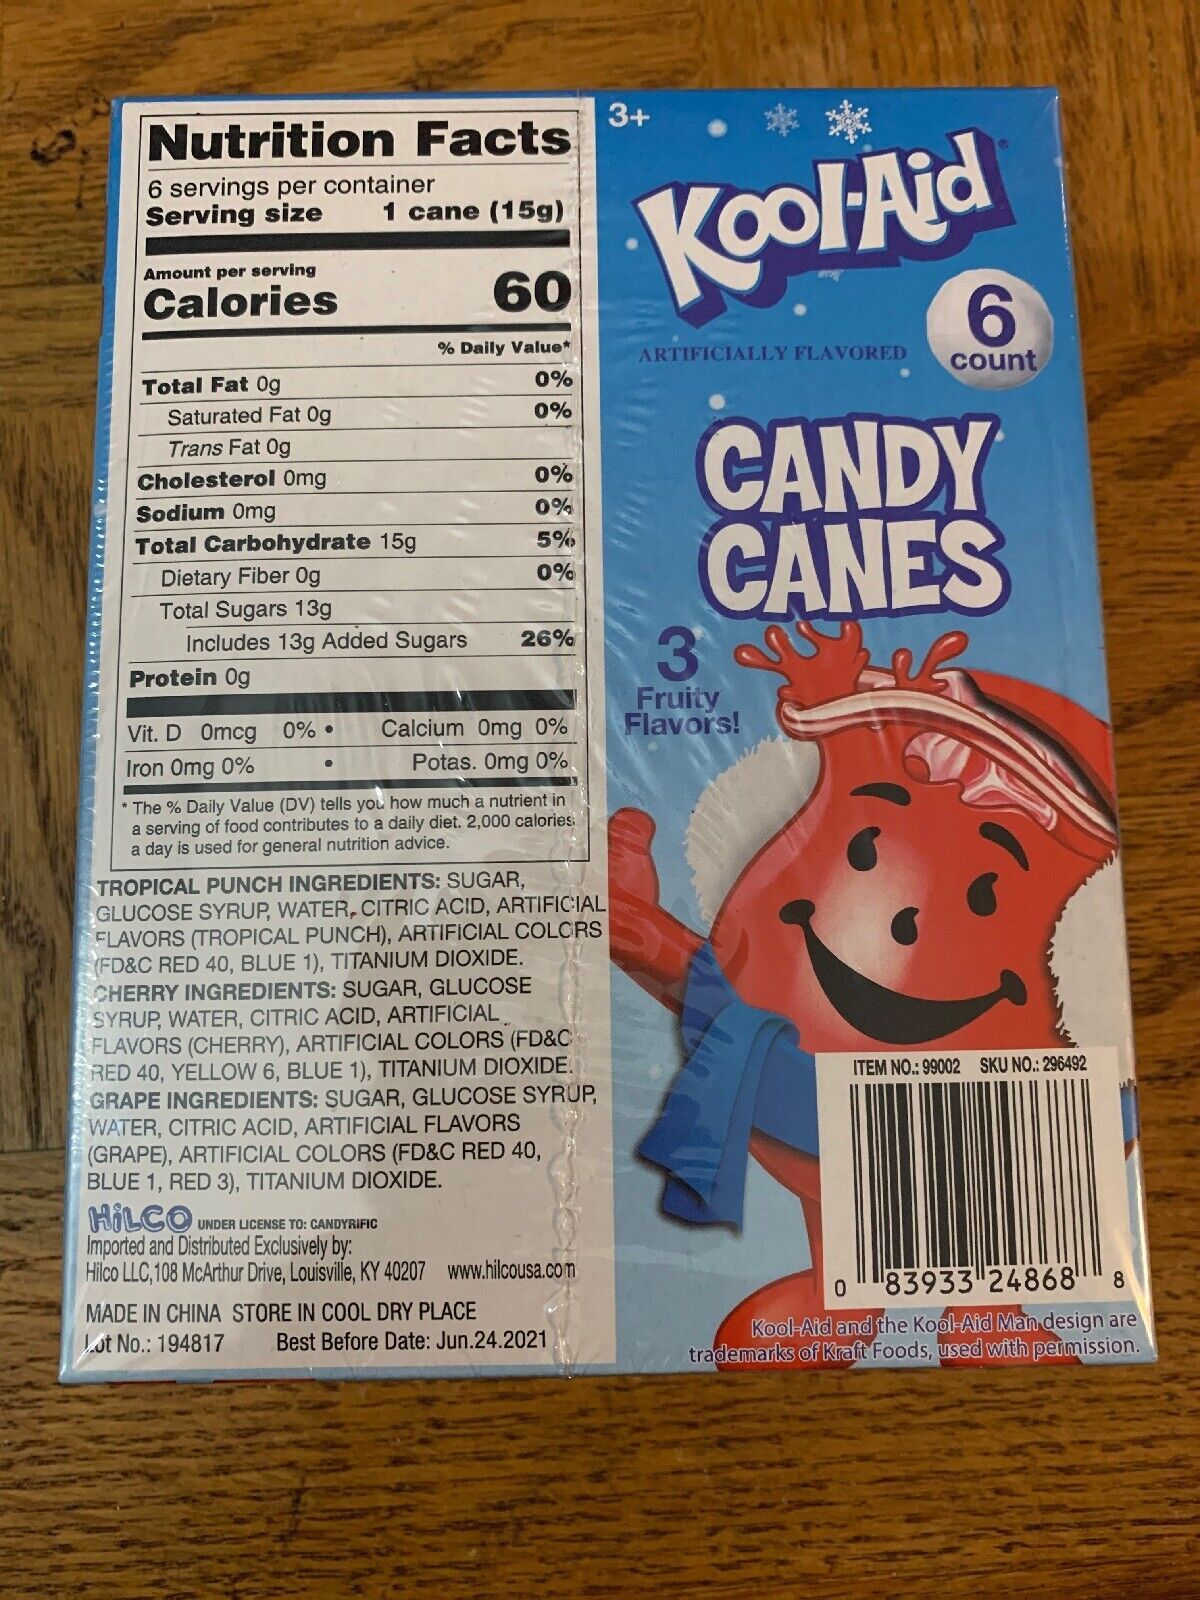 Nutrition Facts
6 servings per container
Serving size 1 cane (15g)
Amount per serving
Calories 60
% Daily Value*
Total Fat 0g 0%
Saturated Fat 0g 0%
Trans Fat 0g
Cholesterol 0mg 0%
Sodium 0mg 0%
Total Carbohydrate 15g 5%
Dietary Fiber 0g 0%
Total Sugars 13g
Includes 13g Added Sugars 26%
Protein 0g
Vit. D 0mcg 0% • Calcium 0mg 0%
Iron 0mg 0% • Potas. 0mg 0%
* The % Daily Value (DV) tells you how much a nutrient in
a serving of food contributes to a daily diet. 2,000 calories
a day is used for general nutrition advice.
TROPICAL PUNCH INGREDIENTS: SUGAR,
GLUCOSE SYRUP, WATER, CITRIC ACID, ARTIFICIAL
FLAVORS (TROPICAL PUNCH), ARTIFICIAL COLORS
(FD&C RED 40, BLUE 1), TITANIUM DIOXIDE.
CHERRY INGREDIENTS: SUGAR, GLUCOSE
SYRUP, WATER, CITRIC ACID, ARTIFICIAL
FLAVORS (CHERRY), ARTIFICIAL COLORS (FD&C
RED 40, YELLOW 6, BLUE 1), TITANIUM DIOXIDE.
GRAPE INGREDIENTS: SUGAR, GLUCOSE SYRUP,
WATER, CITRIC ACID, ARTIFICIAL FLAVORS
(GRAPE), ARTIFICIAL COLORS (FD&C RED 40,
BLUE 1, RED 3), TITANIUM DIOXIDE.
HiLCO UNDER LICENSE TO: CANDYRIFIC
Imported and Distributed Exclusively by:
Hilco LLC, 108 McArthur Drive, Louisville, KY 40207 www.hilcousa.com
MADE IN CHINA STORE IN COOL DRY PLACE
Lot No.: 194817 Best Before Date: Jun.24.2021
3+
Kool-Aid®
ARTIFICIALLY FLAVORED
6
count
CANDY
CANES
3
Fruity
Flavors!
ITEM NO.: 99002 SKU NO.: 296492
0 83933 24868 8
Kool-Aid and the Kool-Aid Man design are
trademarks of Kraft Foods, used with permission.